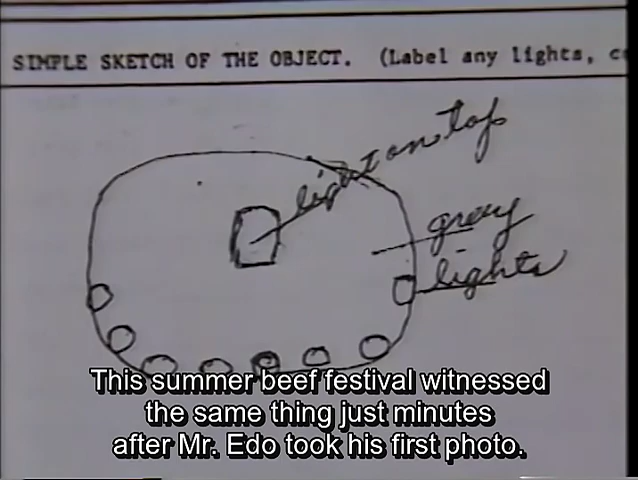 SIMPLE SKETCH OF THE OBJECT. (Label any lights,
light on top
gray
lights
This summer beef festival witnessed
the same thing just minutes
after Mr. Edo took his first photo.